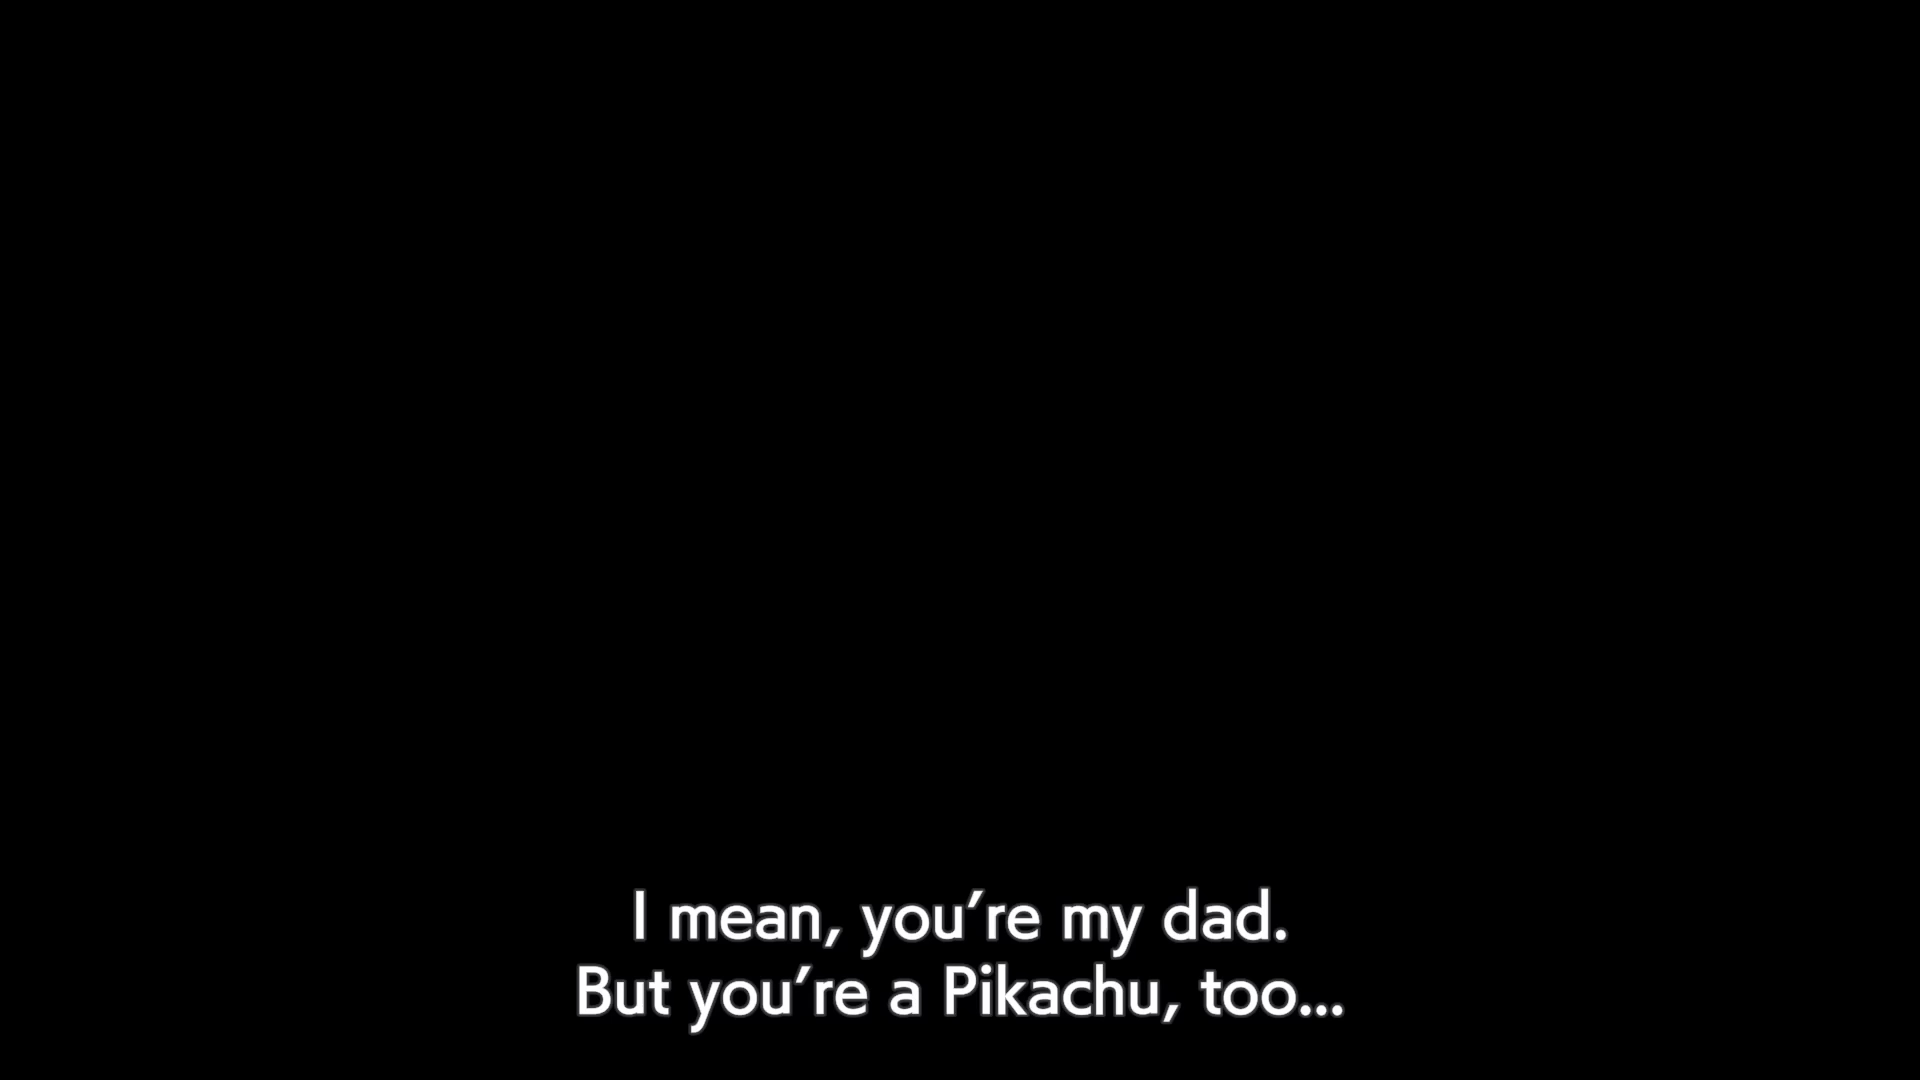 I mean, you’re my dad.
But you’re a Pikachu, too...